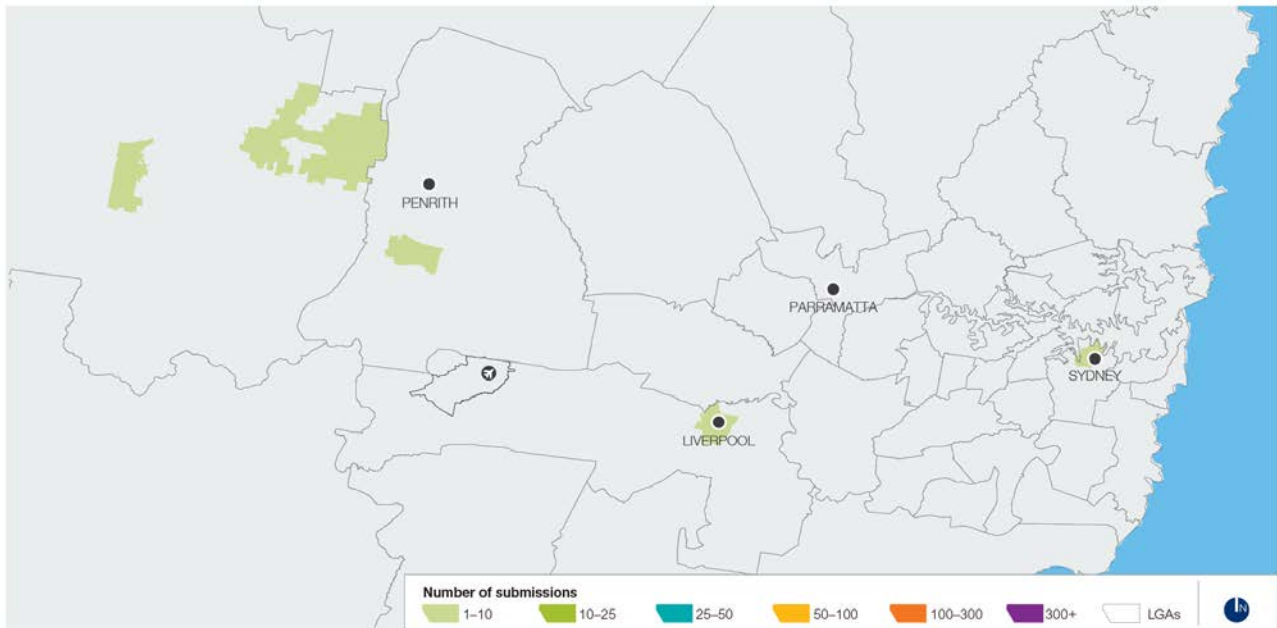 PENRITH
PARRAMATTA
SYDNEY
LIVERPOOL
Number of submissions
1–10
10–25
25–50
50–100
100–300
300+
LGAs
N